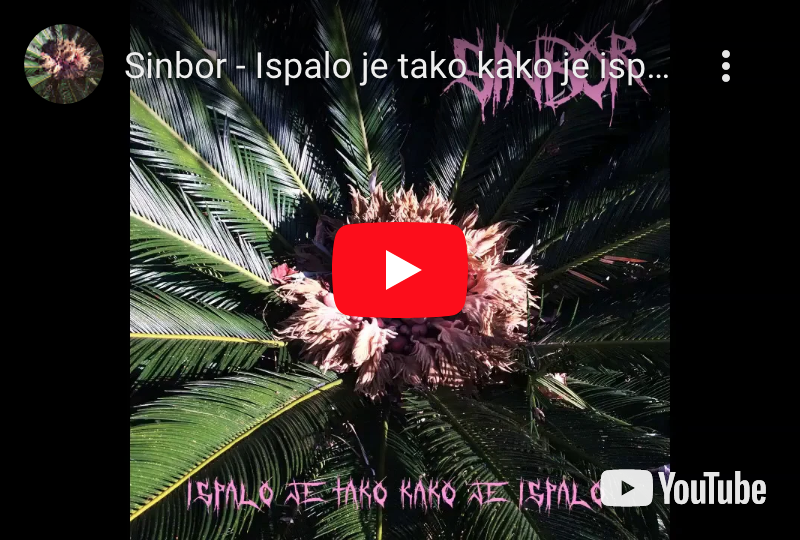 Sinbor - Ispalo je tako kako je isp...
SINBOR
ISPALO JE TAKO KAKO JE ISPALO
YouTube